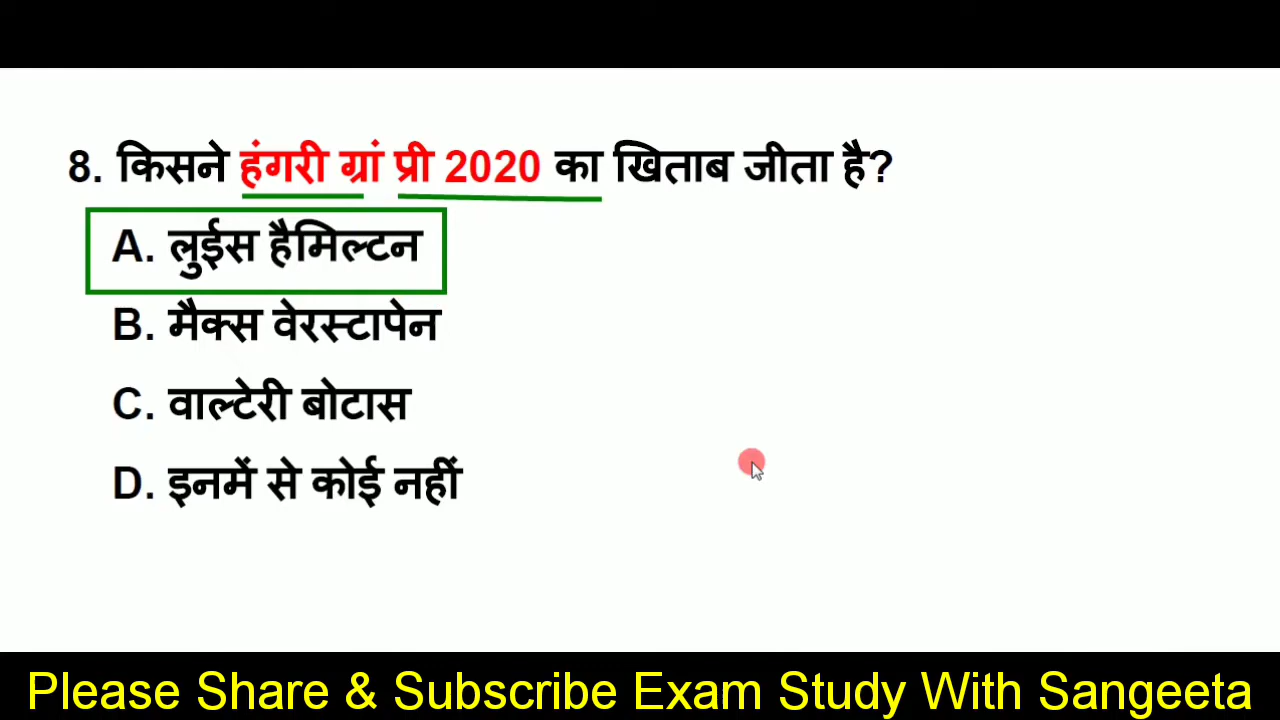 8. किसने हंगरी ग्रां प्री 2020 का खिताब जीता है?
A. लुईस हैमिल्टन
B. मैक्स वेरस्टापेन
C. वाल्टेरी बोटास
D. इनमें से कोई नहीं
Please Share & Subscribe Exam Study With Sangeeta